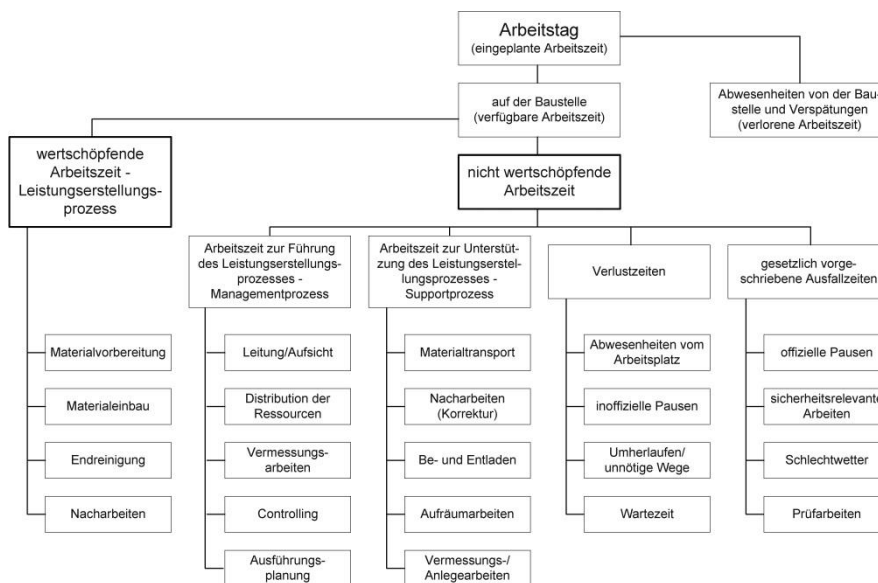 Arbeitstag
(eingeplante Arbeitszeit)
auf der Baustelle
(verfügbare Arbeitszeit)
Abwesenheiten von der Bau-
stelle und Verspätungen
(verlorene Arbeitszeit)
wertschöpfende
Arbeitszeit -
Leistungserstellungs-
prozess
nicht wertschöpfende
Arbeitszeit
Arbeitszeit zur Führung
des Leistungserstellungs-
prozesses -
Managementprozess
Arbeitszeit zur Unterstüt-
zung des Leistungserstel-
lungsprozesses -
Supportprozess
Verlustzeiten
gesetzlich vorge-
schriebene Ausfallzeiten
Materialvorbereitung
Materialeinbau
Endreinigung
Nacharbeiten
Leitung/Aufsicht
Distribution der
Ressourcen
Vermessungs-
arbeiten
Controlling
Ausführungs-
planung
Materialtransport
Nacharbeiten
(Korrektur)
Be- und Entladen
Aufräumarbeiten
Vermessungs-/
Anlegearbeiten
Abwesenheiten vom
Arbeitsplatz
inoffizielle Pausen
Umherlaufen/
unnötige Wege
Wartezeit
offizielle Pausen
sicherheitsrelevante
Arbeiten
Schlechtwetter
Prüfarbeiten